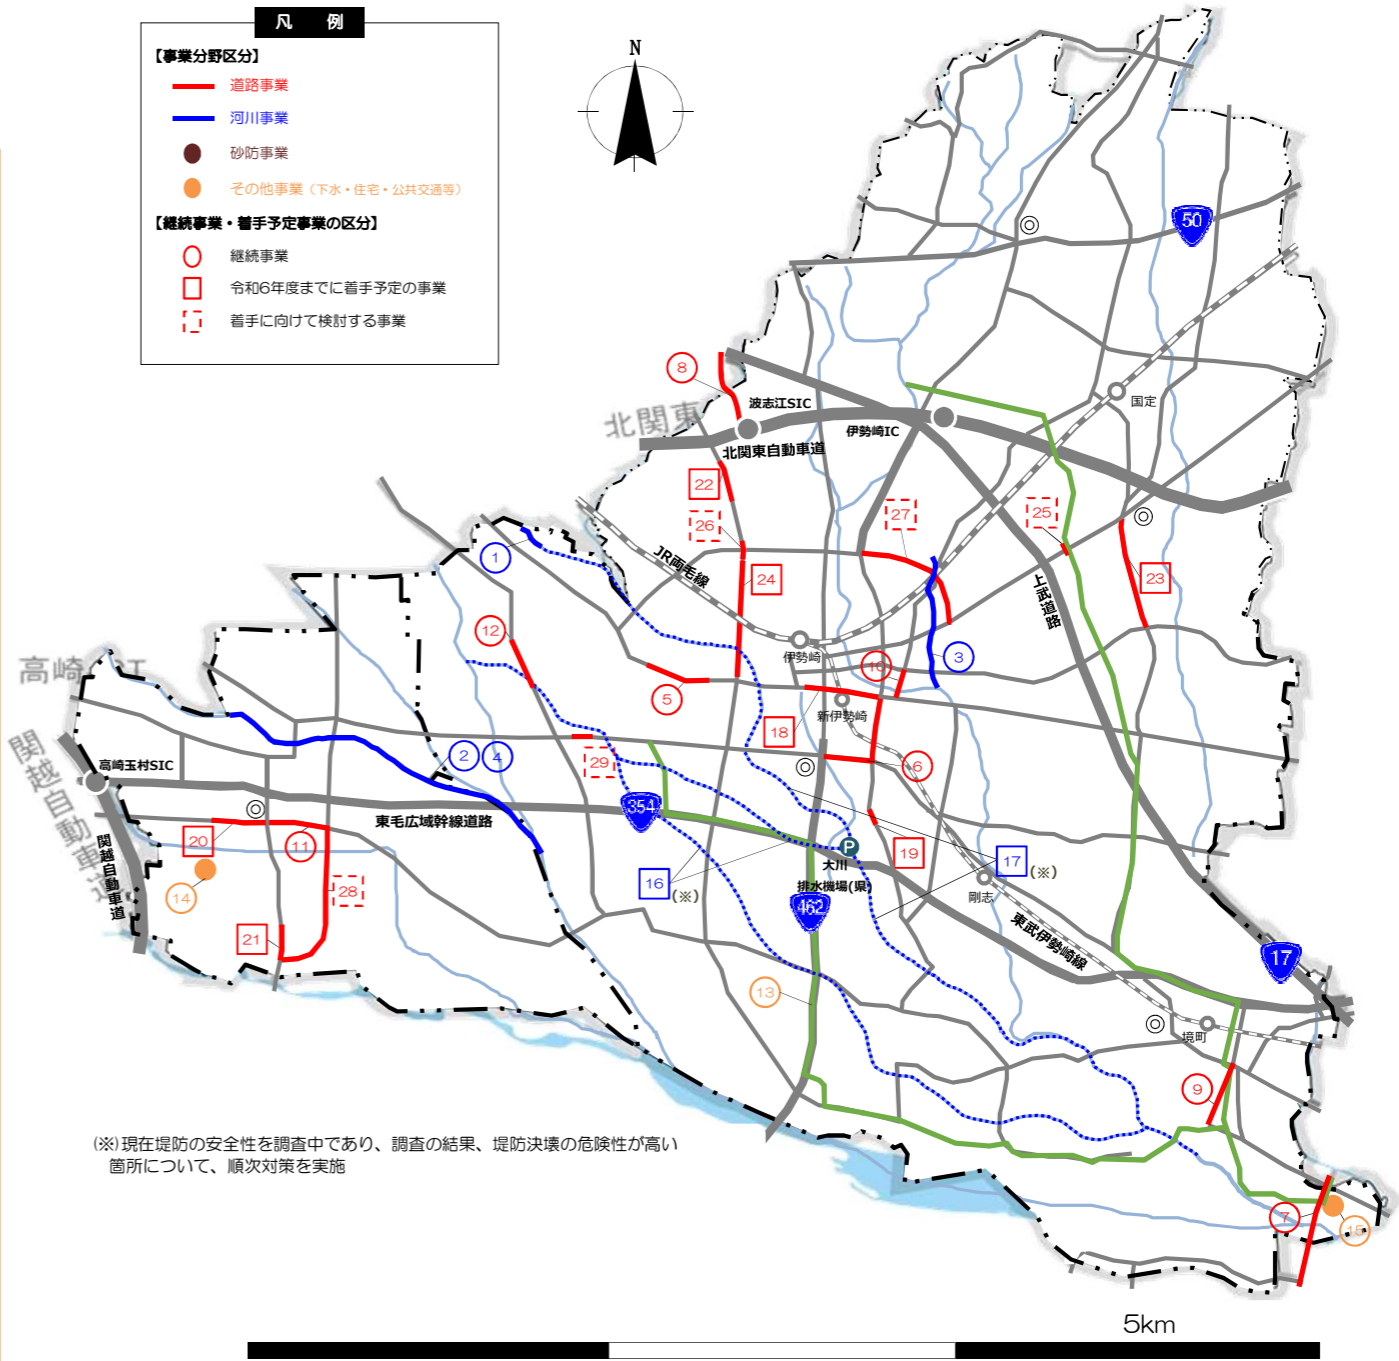 凡 例
【事業分野区分】
道路事業
河川事業
砂防事業
その他事業（下水・住宅・公共交通等）
【継続事業・着手予定事業の区分】
継続事業
令和6年度までに着手予定の事業
着手に向けて検討する事業
N
50
8
波志江SIC
国定
北関東
伊勢崎IC
北関東自動車道
22
26
27
25
1
JR両毛線
24
23
上武道路
12
伊勢崎
10
3
高崎
5
新伊勢崎
18
関越自動車道
高崎玉村SIC
2
4
29
6
354
東毛広域幹線道路
20
11
P
大川
排水機場(県)
19
17
(※)
関越自動車道
14
28
16
(※)
剛志
462
21
東武伊勢崎線
17
13
境町
9
(※)現在堤防の安全性を調査中であり、調査の結果、堤防決壊の危険性が高い
箇所について、順次対策を実施
7
15
5km